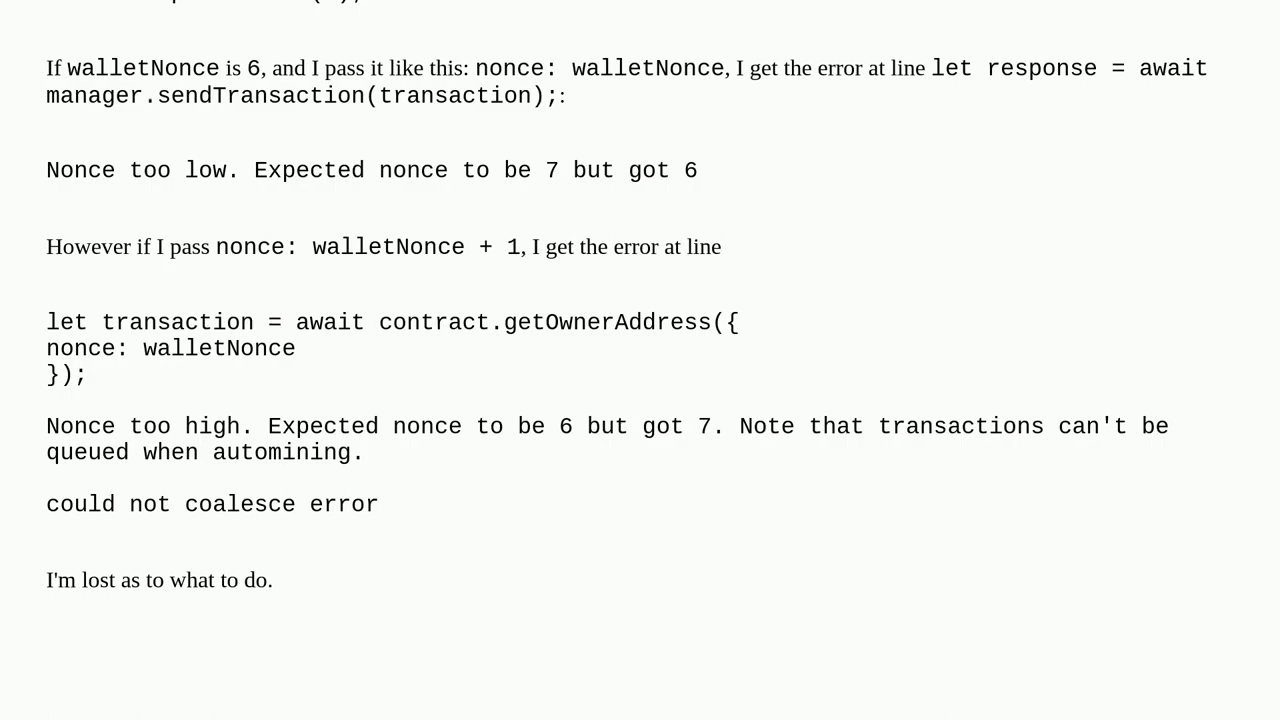 If walletNonce is 6, and I pass it like this: nonce: walletNonce, I get the error at line let response = await
manager.sendTransaction(transaction);:
Nonce too low. Expected nonce to be 7 but got 6
However if I pass nonce: walletNonce + 1, I get the error at line
let transaction = await contract.getOwnerAddress({
nonce: walletNonce
});
Nonce too high. Expected nonce to be 6 but got 7. Note that transactions can't be
queued when automining.
could not coalesce error
I'm lost as to what to do.